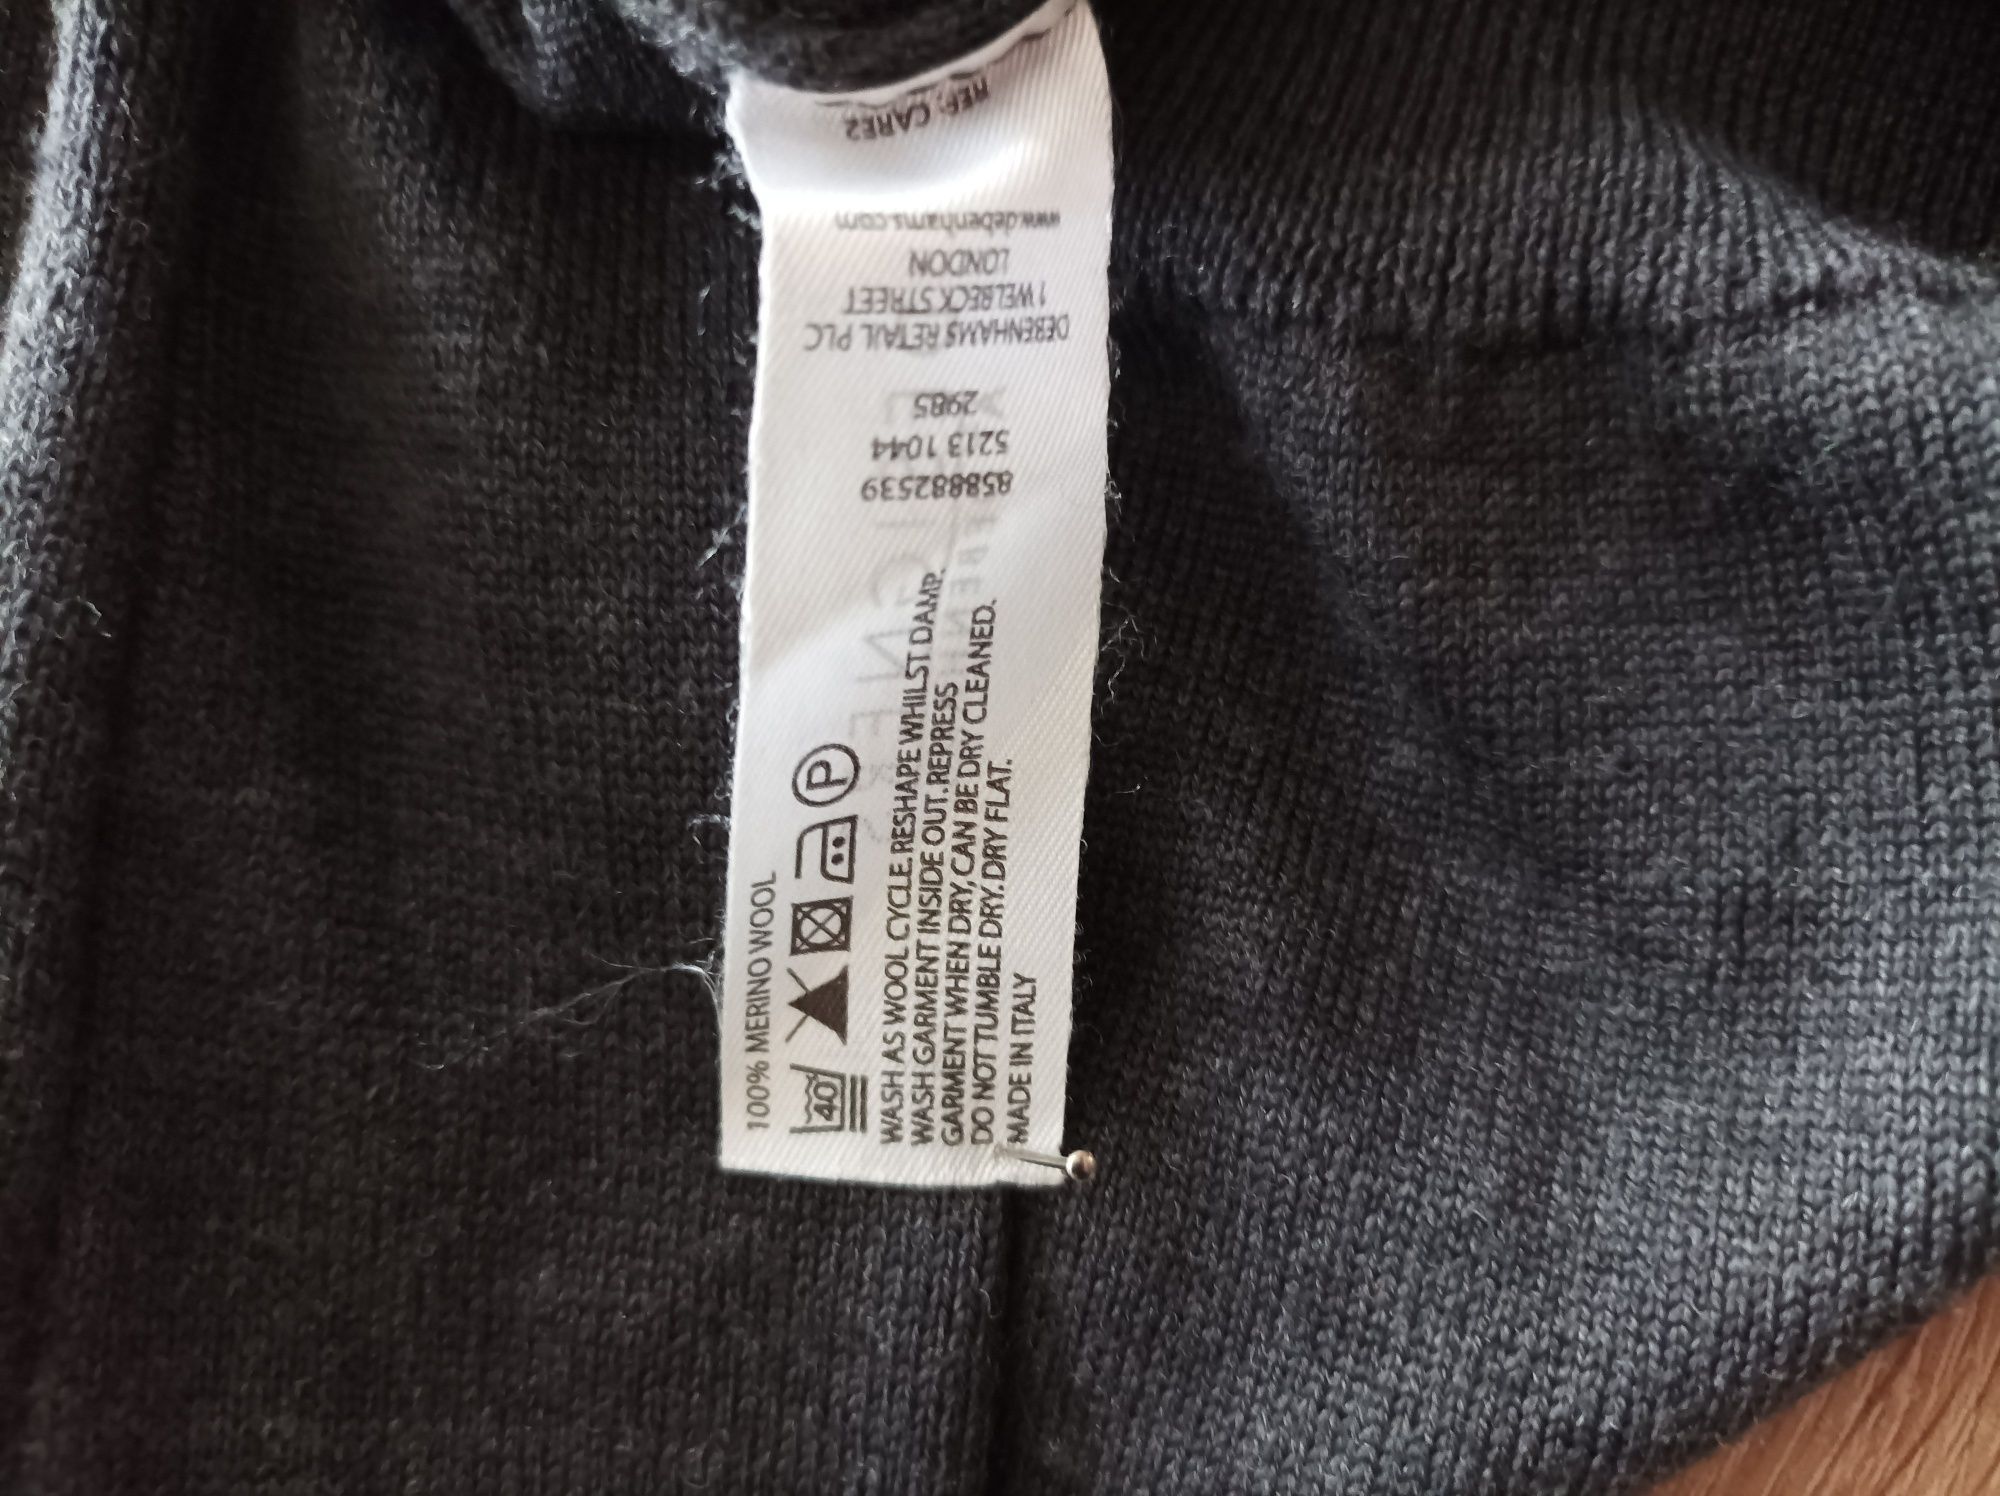 100% MERINO WOOL
40 P
WASH AS WOOL CYCLE. RESHAPE WHILST DAMP.
WASH GARMENT INSIDE OUT. REPRESS
GARMENT WHEN DRY, CAN BE DRY CLEANED.
DO NOT TUMBLE DRY. DRY FLAT.
MADE IN ITALY
858882539
5213 1044
2985
DEBENHAMS RETAIL PLC
1 WELBECK STREET
LONDON
www.debenhams.com
REF: CARE2